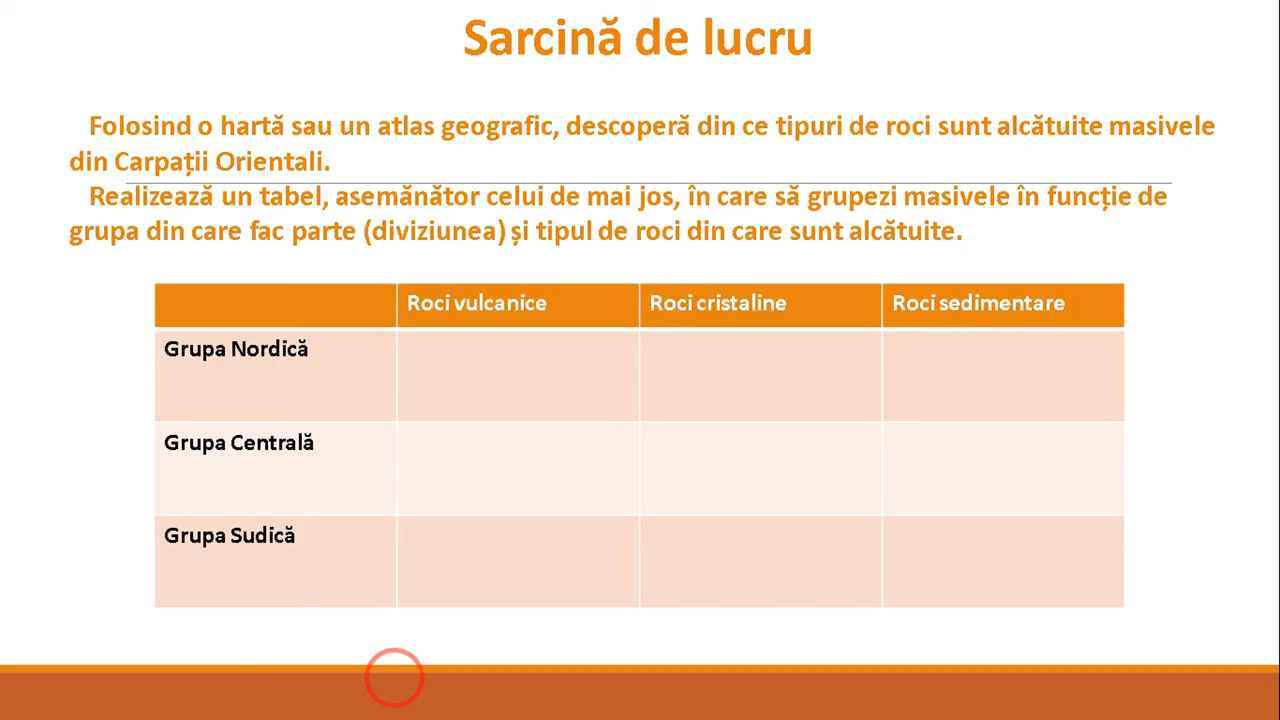 Sarcină de lucru
Folosind o hartă sau un atlas geografic, descoperă din ce tipuri de roci sunt alcătuite masivele
din Carpații Orientali.
Realizează un tabel, asemănător celui de mai jos, în care să grupezi masivele în funcție de
grupa din care fac parte (diviziunea) și tipul de roci din care sunt alcătuite.
Roci vulcanice Roci cristaline Roci sedimentare
Grupa Nordică
Grupa Centrală
Grupa Sudică